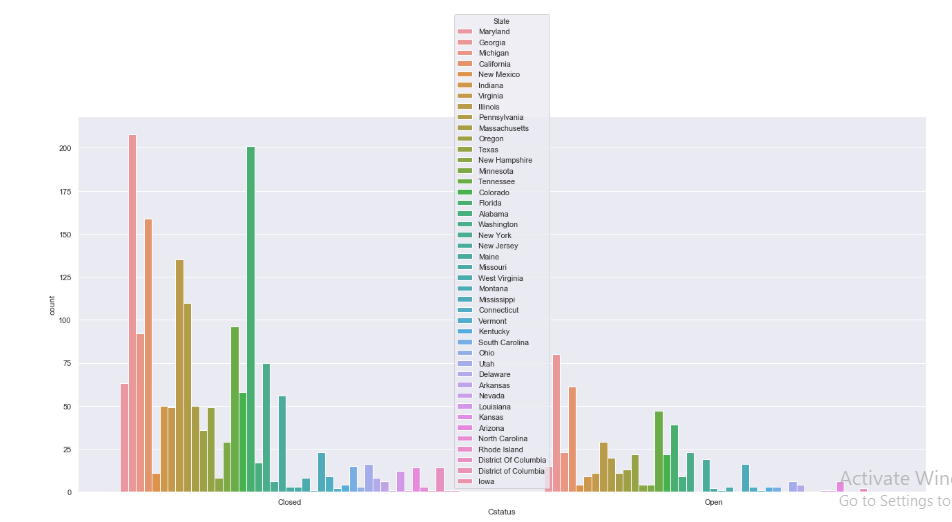 State
Maryland
Georgia
Michigan
California
New Mexico
Indiana
Virginia
Illinois
Pennsylvania
Massachusetts
Oregon
Texas
New Hampshire
Minnesota
Tennessee
Colorado
Florida
Alabama
Washington
New York
New Jersey
Maine
Missouri
West Virginia
Montana
Mississippi
Connecticut
Vermont
Kentucky
South Carolina
Ohio
Utah
Delaware
Arkansas
Nevada
Louisiana
Kansas
Arizona
North Carolina
Rhode Island
District Of Columbia
District of Columbia
Iowa
200
175
150
125
100
75
50
25
0
count
Closed
Open
Cstatus
Activate Win
Go to Settings to